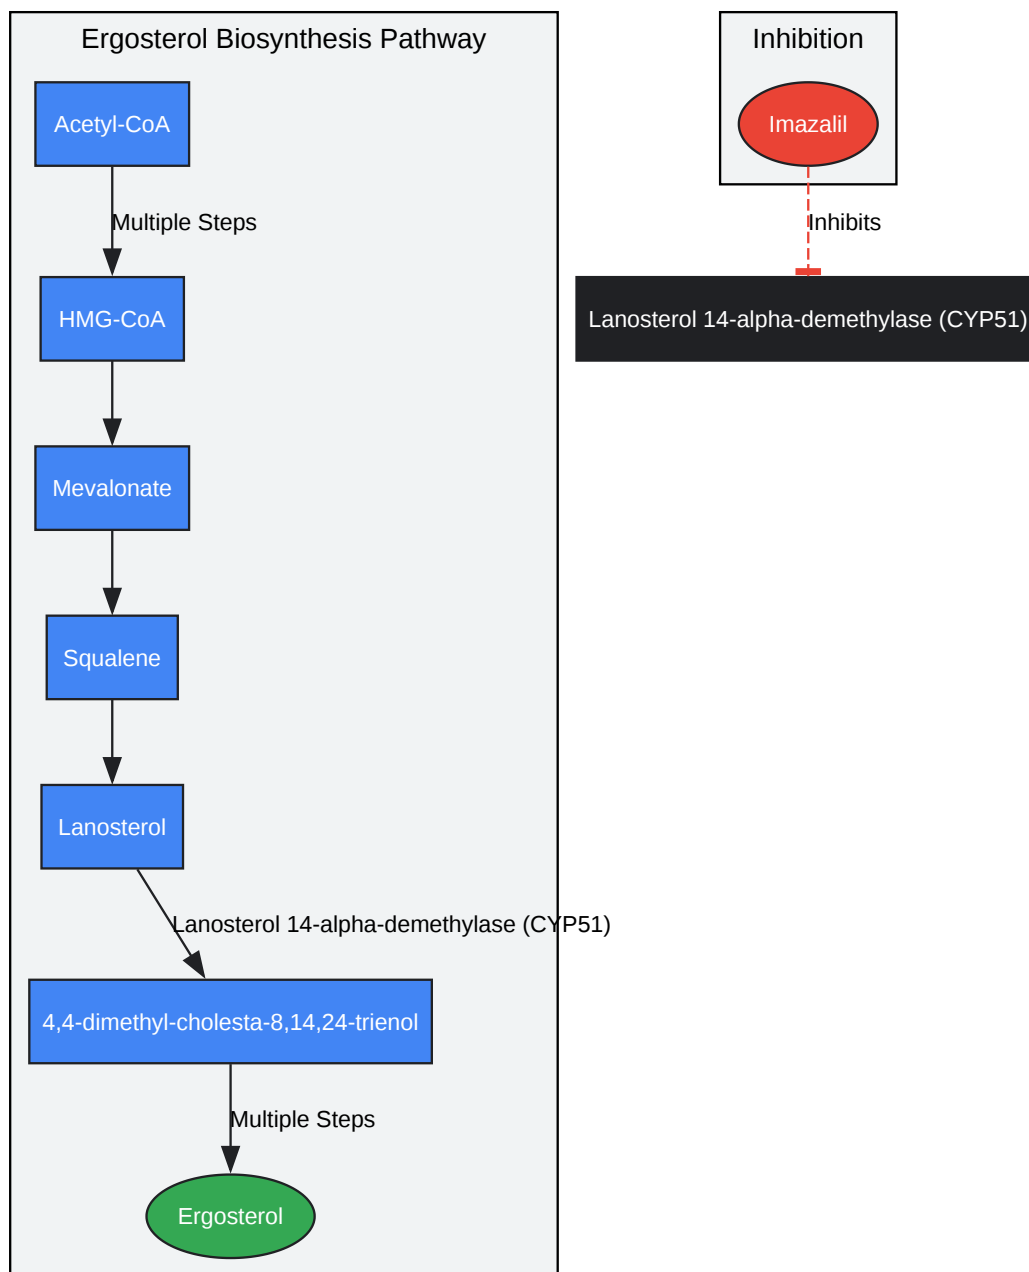 Ergosterol Biosynthesis Pathway
Acetyl-CoA
Multiple Steps
HMG-CoA
Mevalonate
Squalene
Lanosterol
Lanosterol 14-alpha-demethylase (CYP51)
4,4-dimethyl-cholesta-8,14,24-trienol
Multiple Steps
Ergosterol
Inhibition
Imazalil
Inhibits
Lanosterol 14-alpha-demethylase (CYP51)